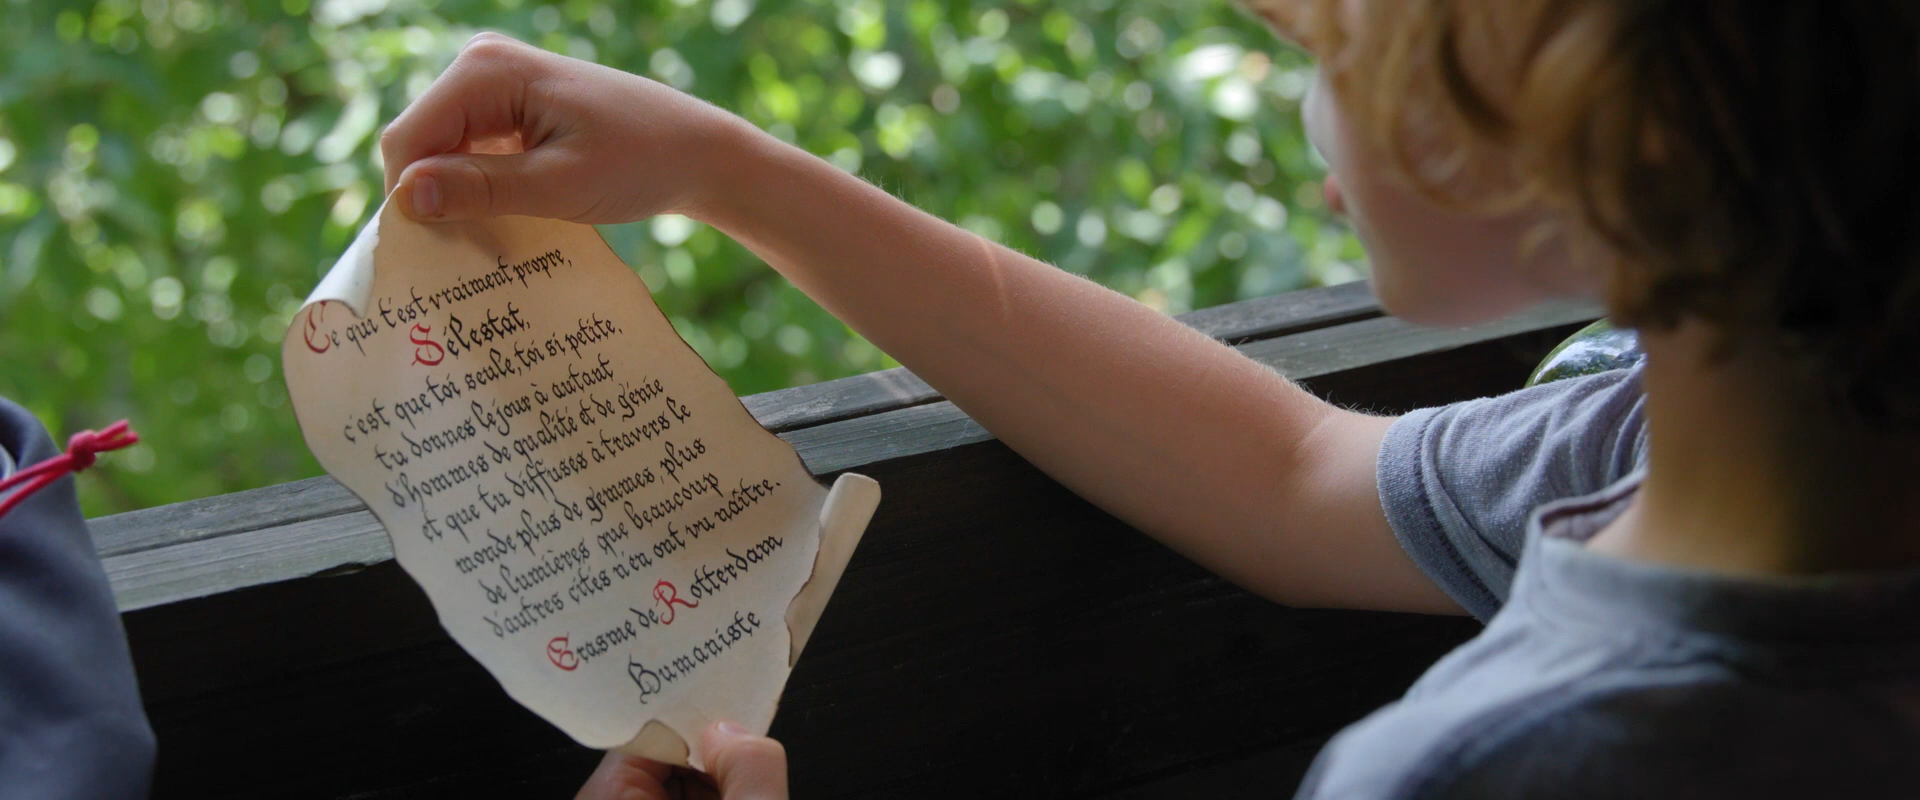 Ce qui t'est vraiment propre,
Sélestat,
c'est que toi seule, toi si petite,
tu donnes le jour à autant
d'hommes de qualité et de génie
et que tu diffuses à travers le
monde plus de gemmes, plus
de lumières que beaucoup
d'autres cités n'en ont vu naître.
Erasme de Rotterdam
Humaniste